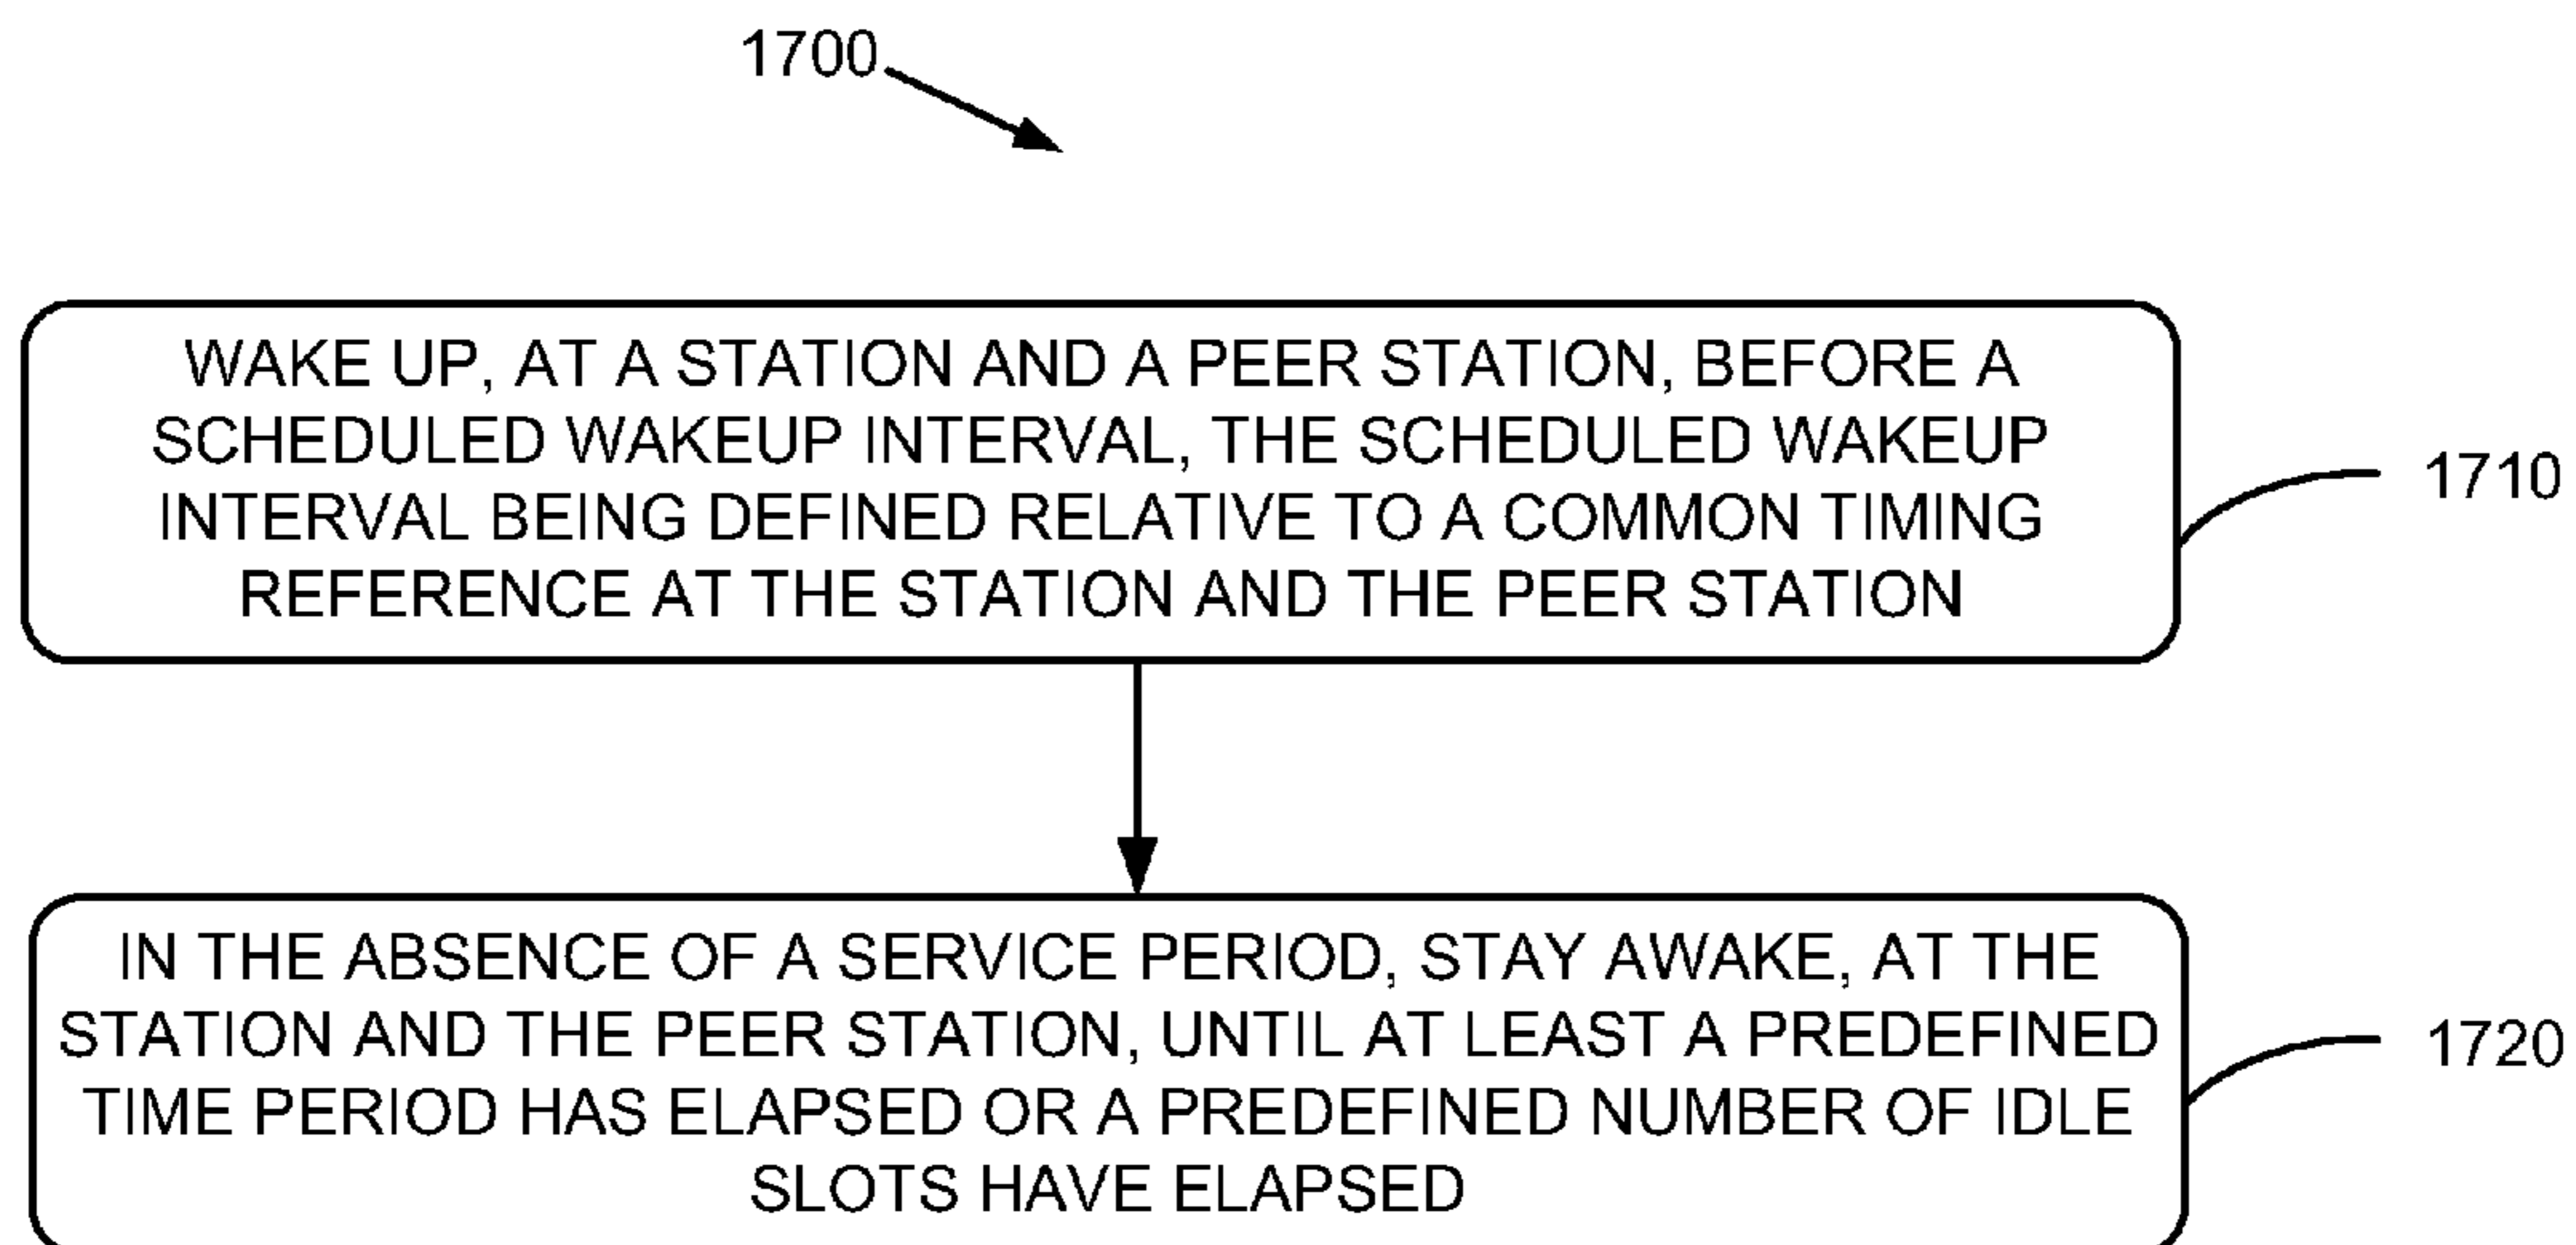 1700
WAKE UP, AT A STATION AND A PEER STATION, BEFORE A
SCHEDULED WAKEUP INTERVAL, THE SCHEDULED WAKEUP
INTERVAL BEING DEFINED RELATIVE TO A COMMON TIMING
REFERENCE AT THE STATION AND THE PEER STATION
1710
IN THE ABSENCE OF A SERVICE PERIOD, STAY AWAKE, AT THE
STATION AND THE PEER STATION, UNTIL AT LEAST A PREDEFINED
TIME PERIOD HAS ELAPSED OR A PREDEFINED NUMBER OF IDLE
SLOTS HAVE ELAPSED
1720